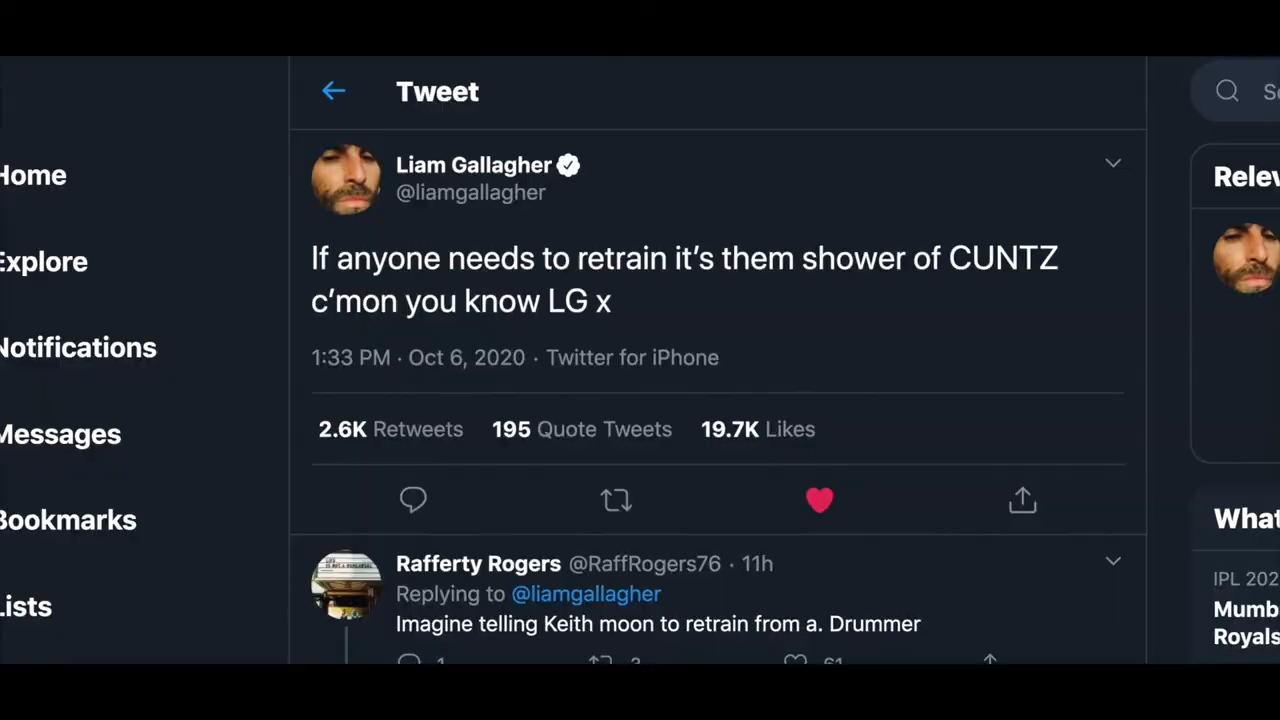 Tweet
Home
Explore
Notifications
Messages
Bookmarks
Lists
Liam Gallagher
@liamgallagher
If anyone needs to retrain it's them shower of CUNTZ
c'mon you know LG x
1:33 PM · Oct 6, 2020 · Twitter for iPhone
2.6K Retweets 195 Quote Tweets 19.7K Likes
Rafferty Rogers @RaffRogers76 · 11h
Replying to @liamgallagher
Imagine telling Keith moon to retrain from a. Drummer
What
IPL 202
Mumb
Royals